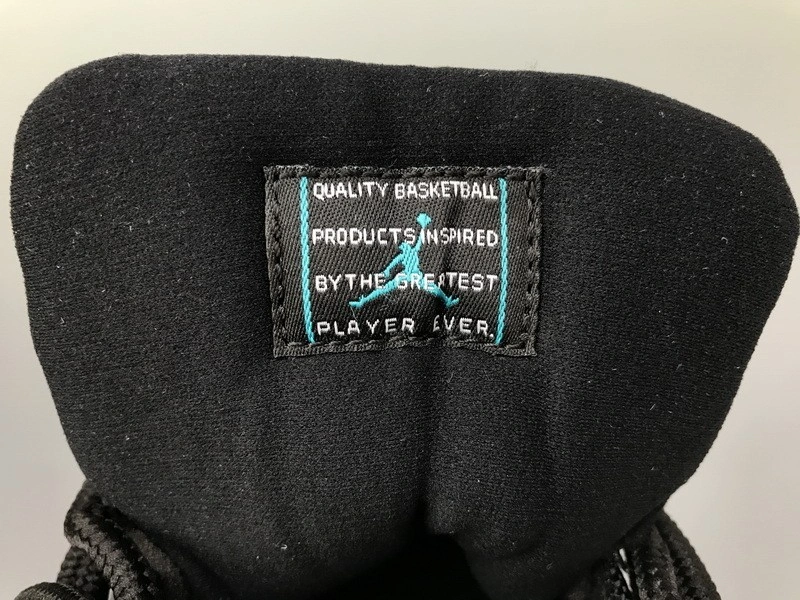 QUALITY BASKETBALL
PRODUCTS INSPIRED
BY THE GREATEST
PLAYER EVER.